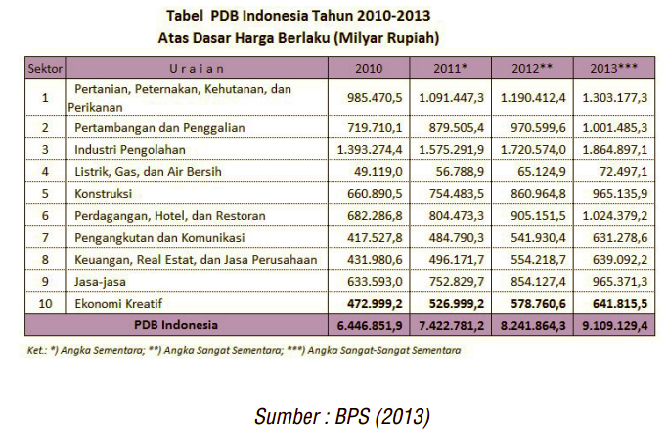 Tabel PDB Indonesia Tahun 2010-2013
Atas Dasar Harga Berlaku (Milyar Rupiah)
Sektor U r a i a n 2010 2011* 2012** 2013***
1 Pertanian, Peternakan, Kehutanan, dan Perikanan 985.470,5 1.091.447,3 1.190.412,4 1.303.177,3
2 Pertambangan dan Penggalian 719.710,1 879.505,4 970.599,6 1.001.485,3
3 Industri Pengolahan 1.393.274,4 1.575.291,9 1.720.574,0 1.864.897,1
4 Listrik, Gas, dan Air Bersih 49.119,0 56.788,9 65.124,9 72.497,1
5 Konstruksi 660.890,5 754.483,5 860.964,8 965.135,9
6 Perdagangan, Hotel, dan Restoran 682.286,8 804.473,3 905.151,5 1.024.379,2
7 Pengangkutan dan Komunikasi 417.527,8 484.790,3 541.930,4 631.278,6
8 Keuangan, Real Estat, dan Jasa Perusahaan 431.980,6 496.171,7 554.218,7 639.092,2
9 Jasa-jasa 633.593,0 752.829,7 854.127,4 965.371,3
10 Ekonomi Kreatif 472.999,2 526.999,2 578.760,6 641.815,5
PDB Indonesia 6.446.851,9 7.422.781,2 8.241.864,3 9.109.129,4
Ket.: *) Angka Sementara; **) Angka Sangat Sementara; ***) Angka Sangat-Sangat Sementara
Sumber : BPS (2013)